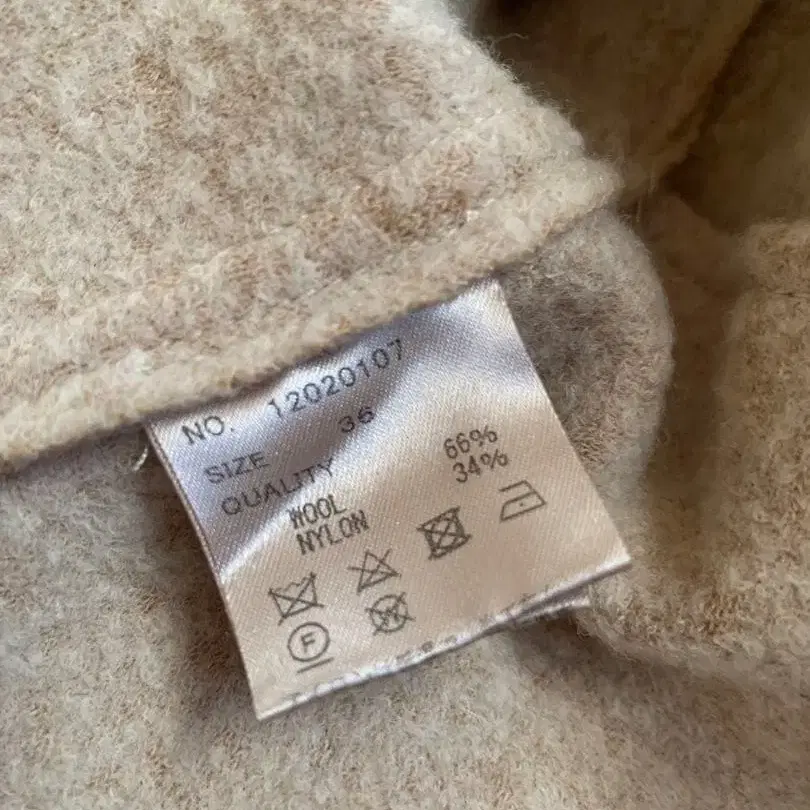 NO. 12020107
SIZE 36
QUALITY
WOOL 66%
NYLON 34%
F W